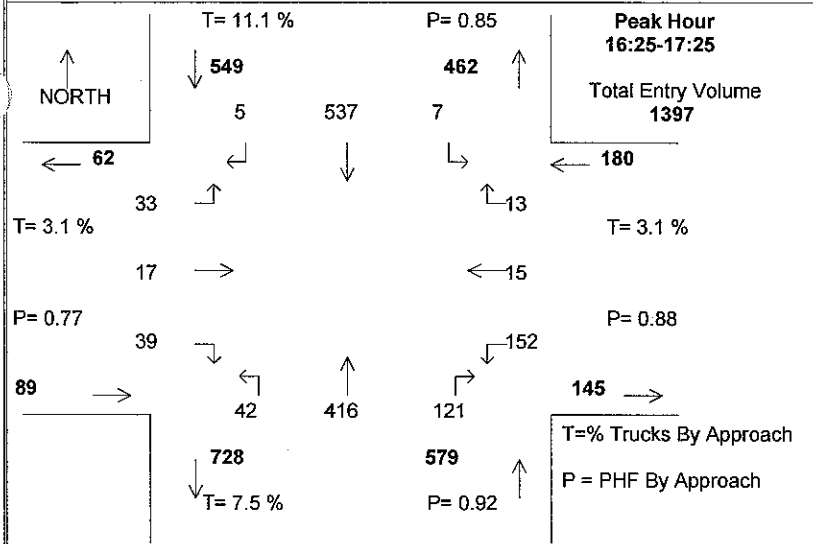 T= 11.1 % P= 0.85 Peak Hour
16:25-17:25
549 462
NORTH Total Entry Volume
5 537 7 1397
62 180
33 13
T= 3.1 % T= 3.1 %
17 15
P= 0.77 P= 0.88
39 152
89 145
42 416 121
T=% Trucks By Approach
728 579
P = PHF By Approach
T= 7.5 % P= 0.92